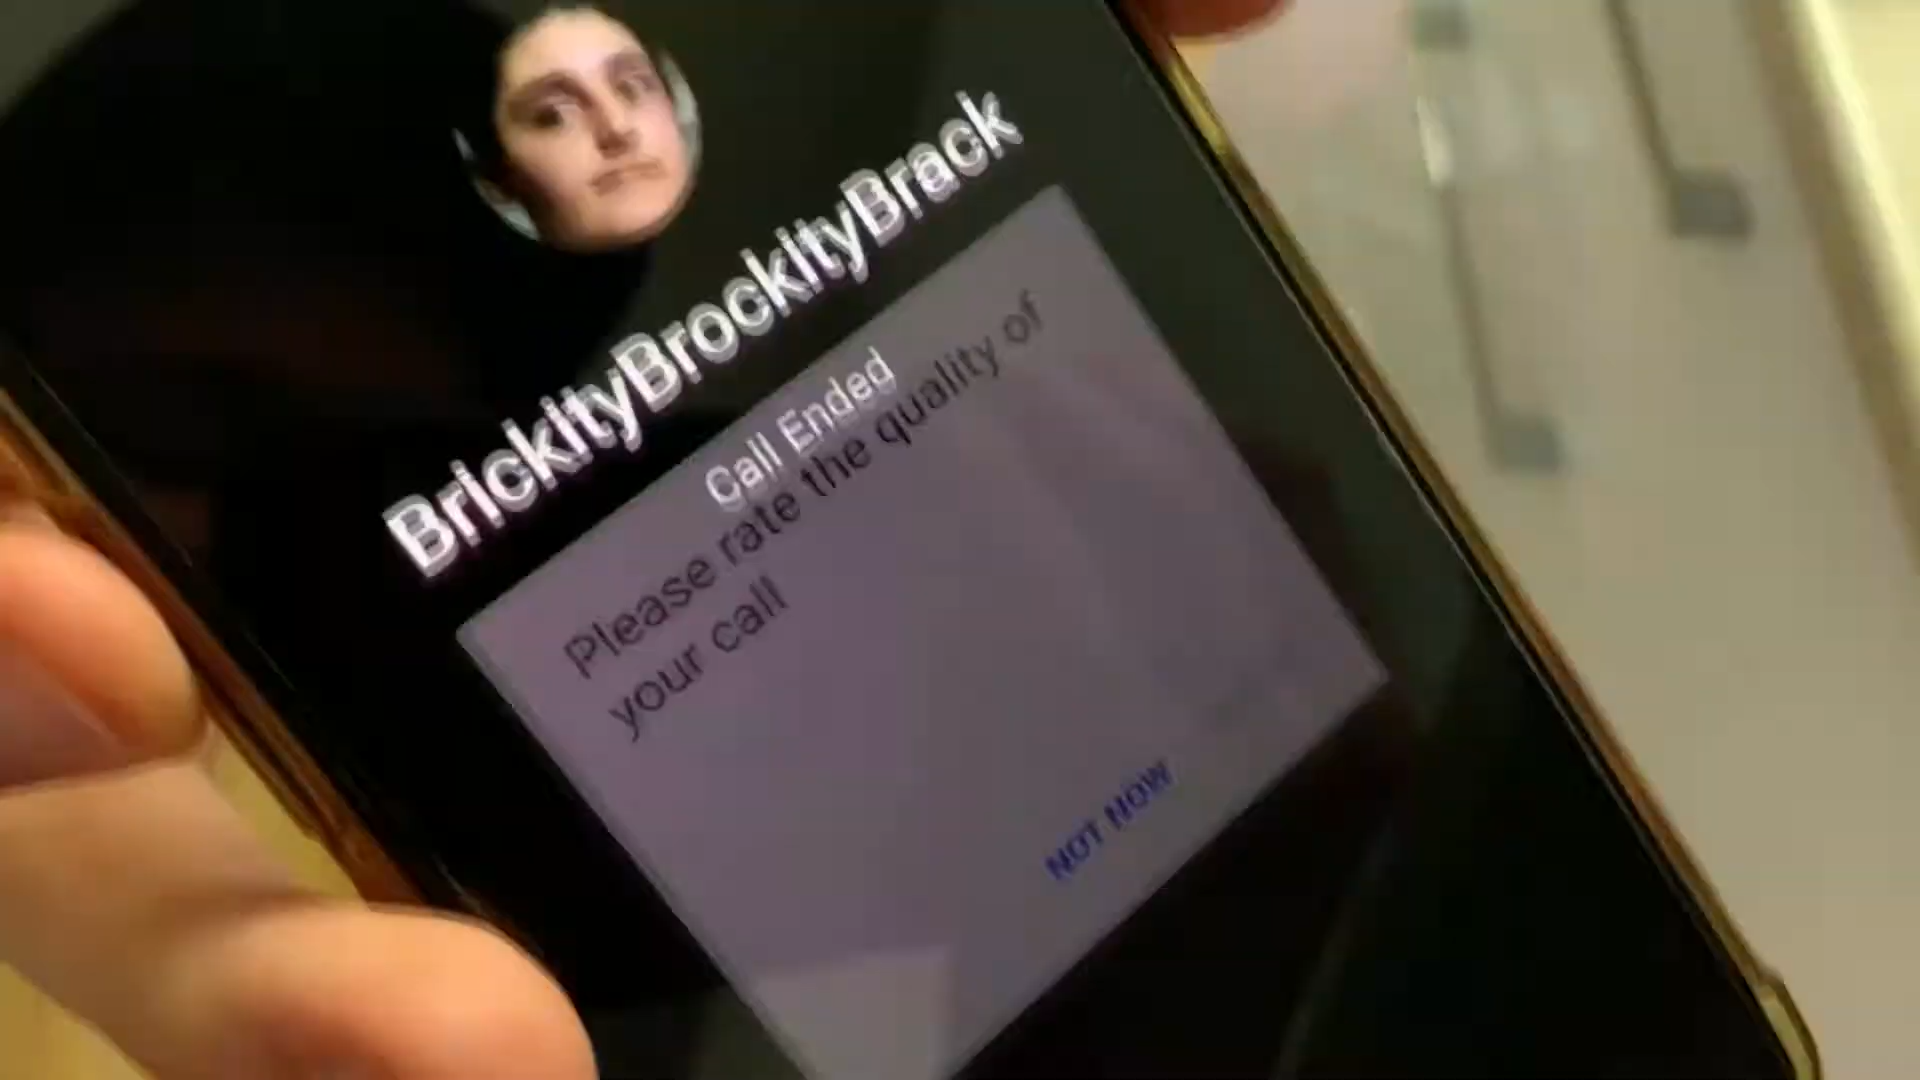 BrickityBrockityBrack
Call Ended
Please rate the quality of
your call
NOT NOW